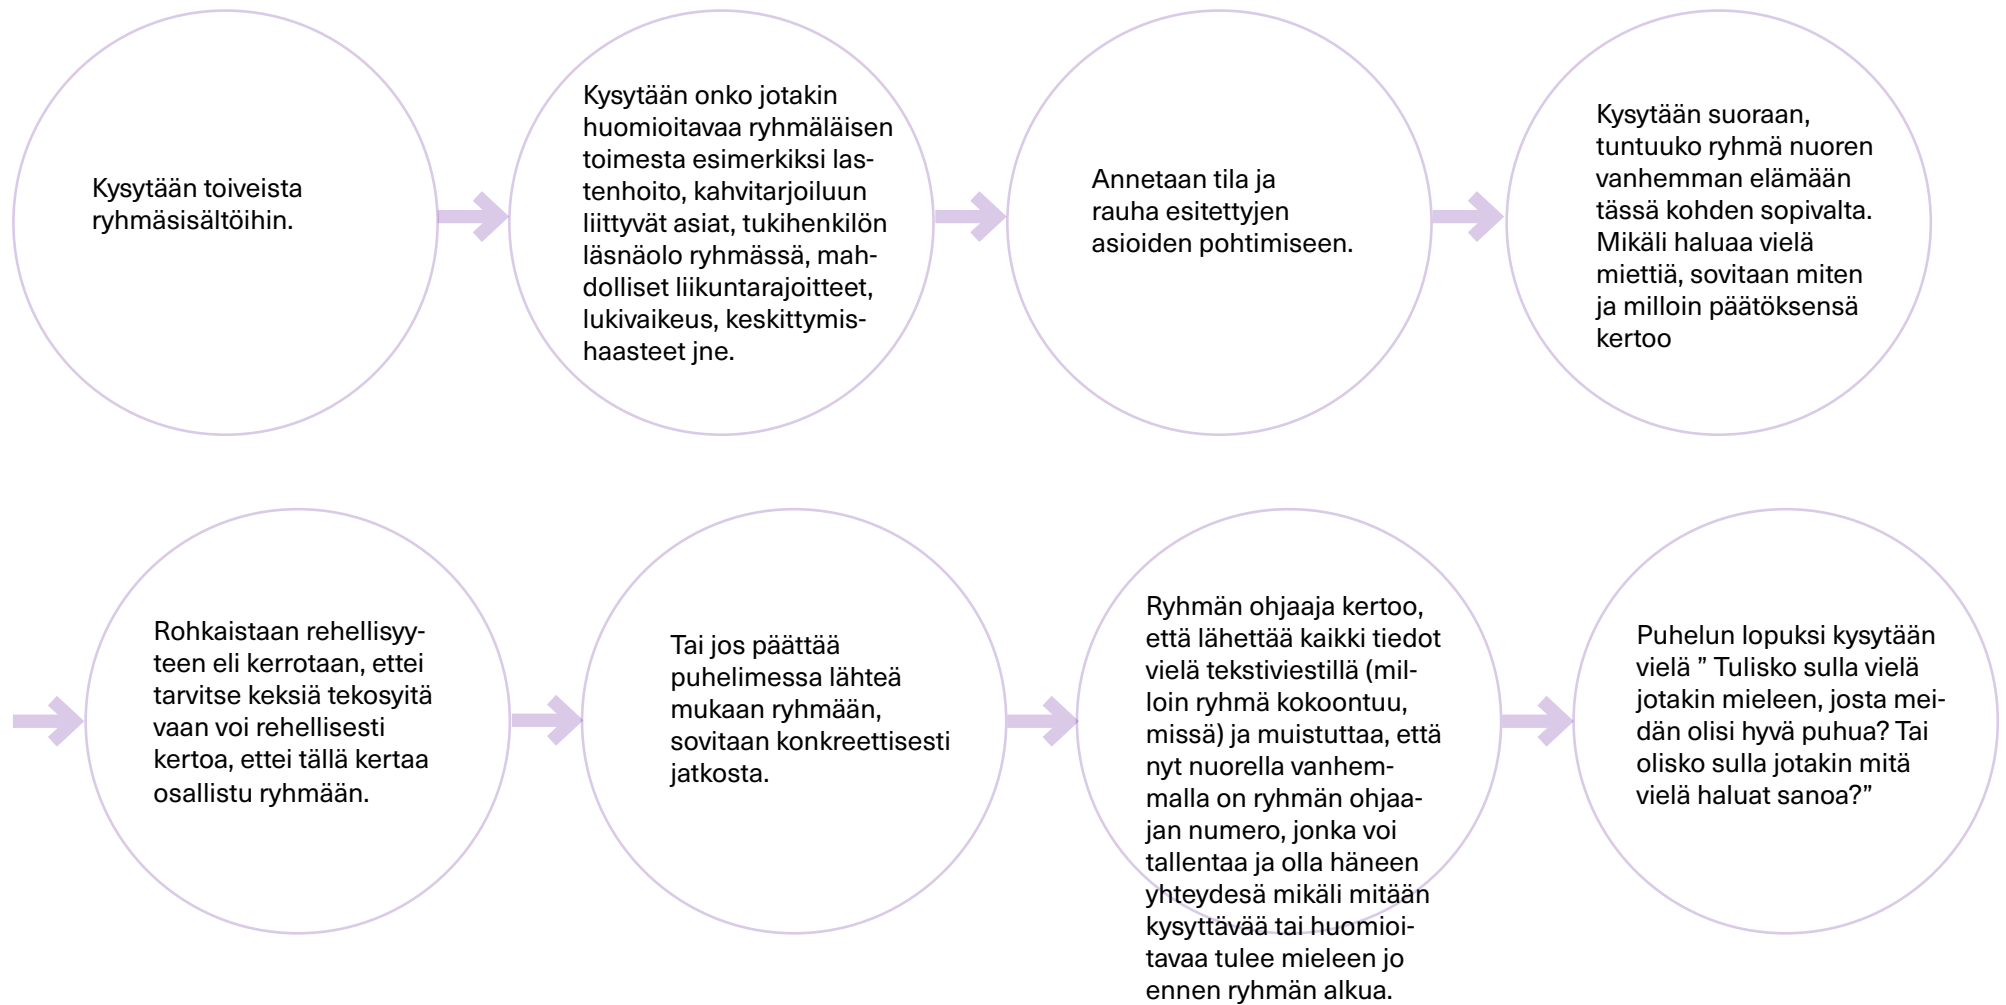 Kysytään toiveista
ryhmäsisältöihin.
Kysytään onko jotakin
huomioitavaa ryhmäläisen
toimesta esimerkiksi las-
tenhoito, kahvitarjoiluun
liittyvät asiat, tukihenkilön
läsnäolo ryhmässä, mah-
dolliset liikuntarajoitteet,
lukivaikeus, keskittymis-
haasteet jne.
Annetaan tila ja
rauha esitettyjen
asioiden pohtimiseen.
Kysytään suoraan,
tuntuuko ryhmä nuoren
vanhemman elämään
tässä kohden sopivalta.
Mikäli haluaa vielä
miettiä, sovitaan miten
ja milloin päätöksensä
kertoo
Rohkaistaan rehellisyy-
teen eli kerrotaan, ettei
tarvitse keksiä tekosyitä
vaan voi rehellisesti
kertoa, ettei tällä kertaa
osallistu ryhmään.
Tai jos päättää
puhelimessa lähteä
mukaan ryhmään,
sovitaan konkreettisesti
jatkosta.
Ryhmän ohjaaja kertoo,
että lähettää kaikki tiedot
vielä tekstiviestillä (mil-
loin ryhmä kokoontuu,
missä) ja muistuttaa, että
nyt nuorella vanhem-
malla on ryhmän ohjaa-
jan numero, jonka voi
tallentaa ja olla häneen
yhteydesä mikäli mitään
kysyttävää tai huomioi-
tavaa tulee mieleen jo
ennen ryhmän alkua.
Puhelun lopuksi kysytään
vielä ” Tulisko sulla vielä
jotakin mieleen, josta mei-
dän olisi hyvä puhua? Tai
olisko sulla jotakin mitä
vielä haluat sanoa?”